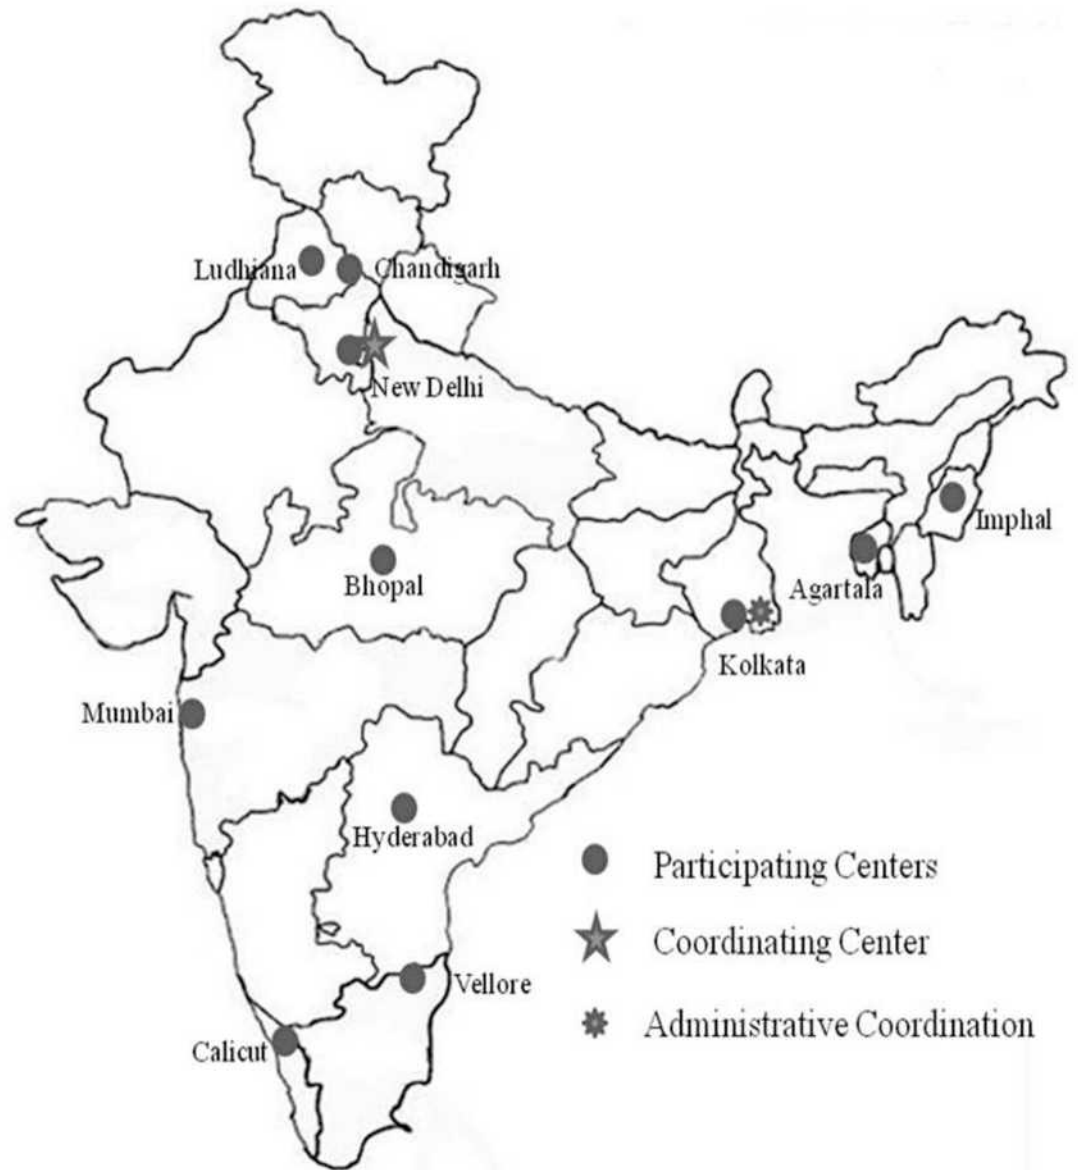 Ludhiana
Chandigarh
New Delhi
Imphal
Bhopal
Agartala
Kolkata
Mumbai
Hyderabad
Participating Centers
Coordinating Center
Vellore
Administrative Coordination
Calicut